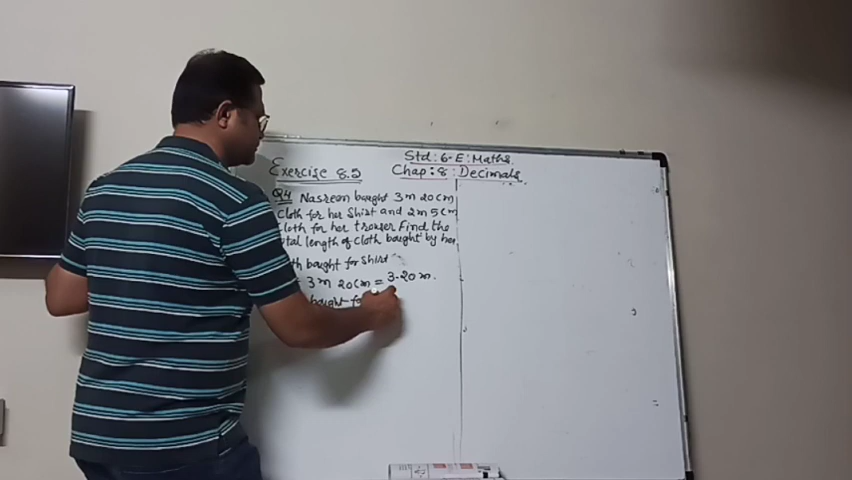 Std: 6-E: Maths.
Exercise 8.5
Chap: 8: Decimals
Q4 Nasreen bought 3m 20cm
cloth for her shirt and 2m 5cm
cloth for her trouser Find the
length of cloth bought by her
bought for shirt
3m 20cm = 3.20 m.
bought